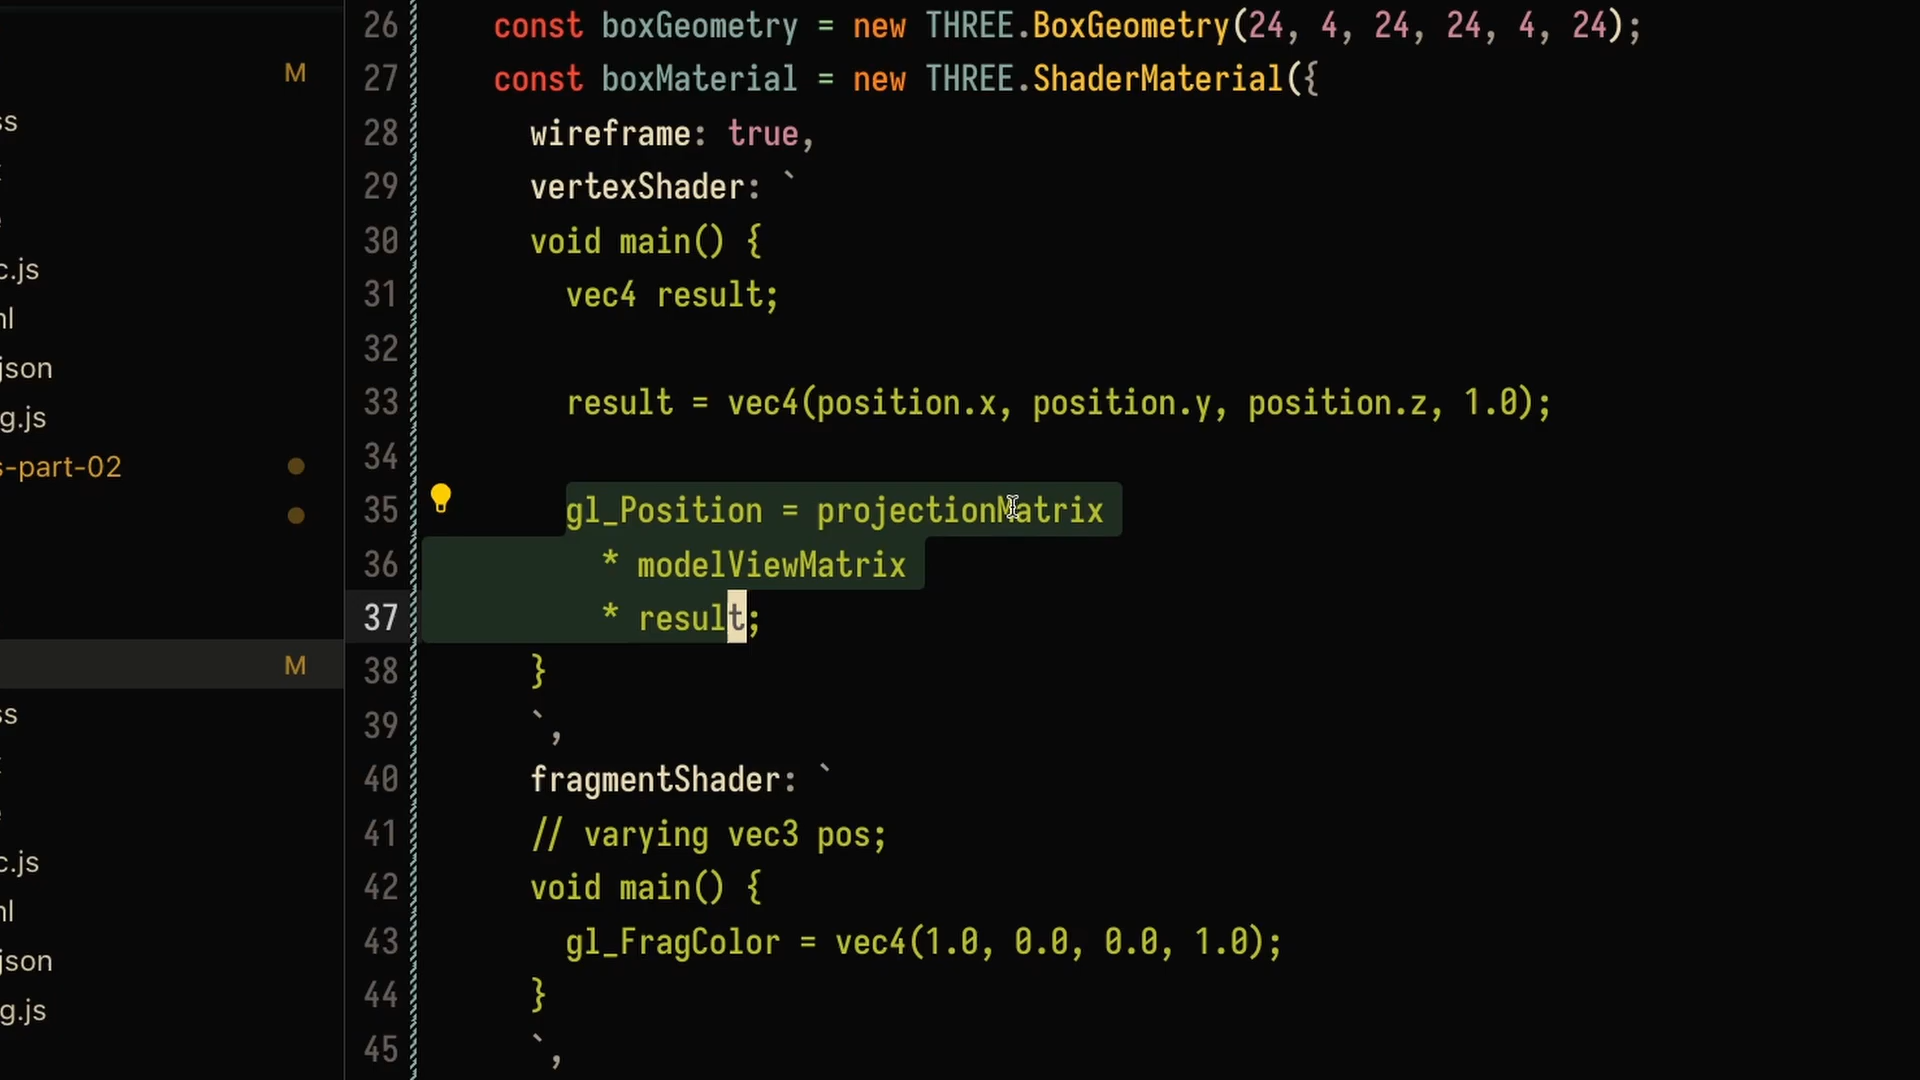 26 const boxGeometry = new THREE.BoxGeometry(24, 4, 24, 24, 4, 24);
27 const boxMaterial = new THREE.ShaderMaterial({
28 wireframe: true,
29 vertexShader: `
30 void main() {
31 vec4 result;
32
33 result = vec4(position.x, position.y, position.z, 1.0);
34
35 gl_Position = projectionMatrix
36 * modelViewMatrix
37 * result;
38 }
39 `,
40 fragmentShader: `
41 // varying vec3 pos;
42 void main() {
43 gl_FragColor = vec4(1.0, 0.0, 0.0, 1.0);
44 }
45 `,
M
ss
c.js
json
g.js
s-part-02
M
ss
c.js
json
g.js